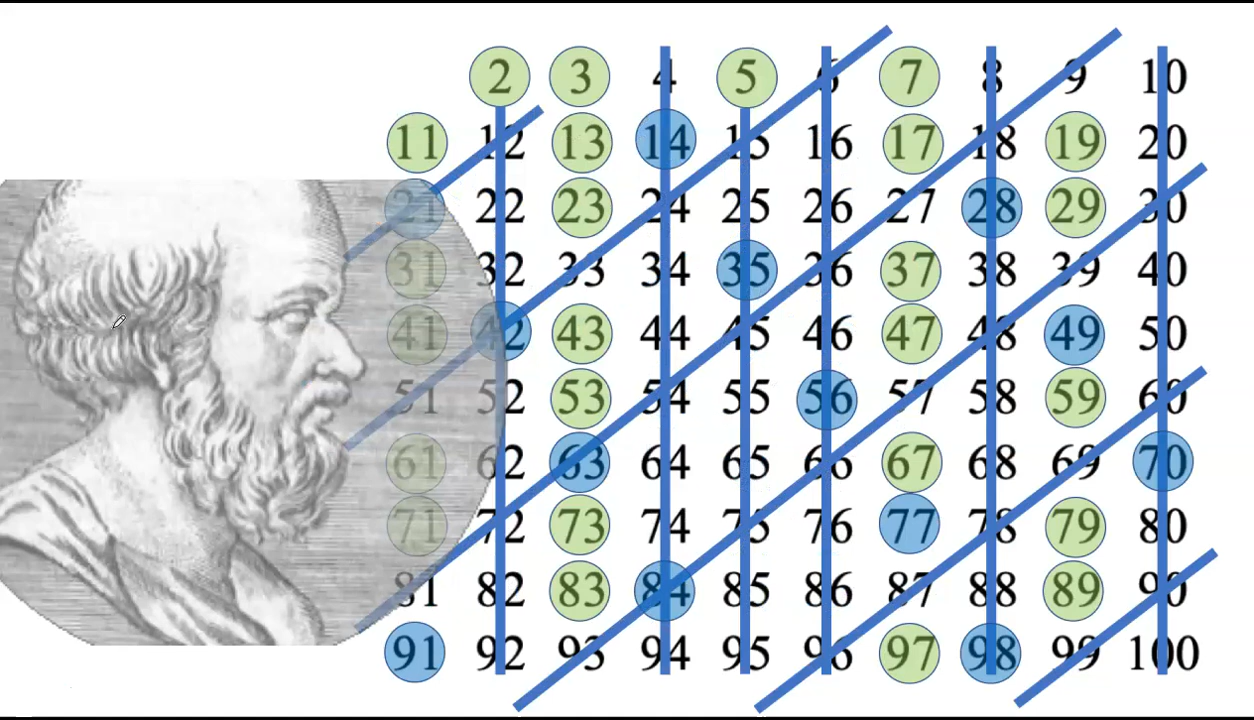 2 3 4 5 6 7 8 9 10
11 12 13 14 15 16 17 18 19 20
21 22 23 24 25 26 27 28 29 30
31 32 33 34 35 36 37 38 39 40
41 42 43 44 45 46 47 48 49 50
51 52 53 54 55 56 57 58 59 60
61 62 63 64 65 66 67 68 69 70
71 72 73 74 75 76 77 78 79 80
81 82 83 84 85 86 87 88 89 90
91 92 93 94 95 96 97 98 99 100